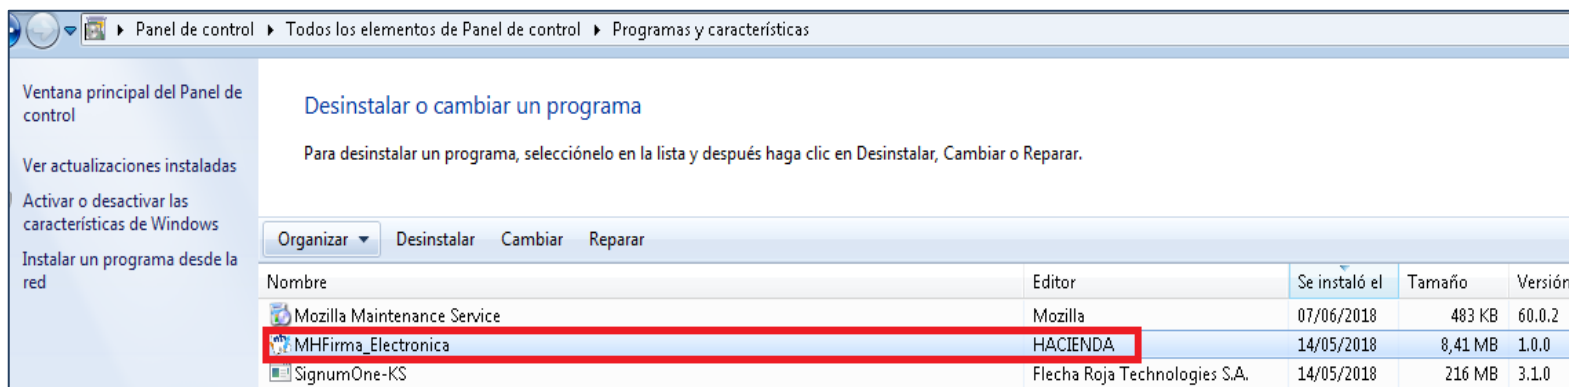 Panel de control ▸ Todos los elementos de Panel de control ▸ Programas y características
Ventana principal del Panel de
control
Ver actualizaciones instaladas
Activar o desactivar las
características de Windows
Instalar un programa desde la
red
Desinstalar o cambiar un programa
Para desinstalar un programa, selecciónelo en la lista y después haga clic en Desinstalar, Cambiar o Reparar.
Organizar Desinstalar Cambiar Reparar
Nombre Editor Se instaló el Tamaño Versión
Mozilla Maintenance Service Mozilla 07/06/2018 483 KB 60.0.2
MHFirma_Electronica HACIENDA 14/05/2018 8,41 MB 1.0.0
SignumOne-KS Flecha Roja Technologies S.A. 14/05/2018 216 MB 3.1.0